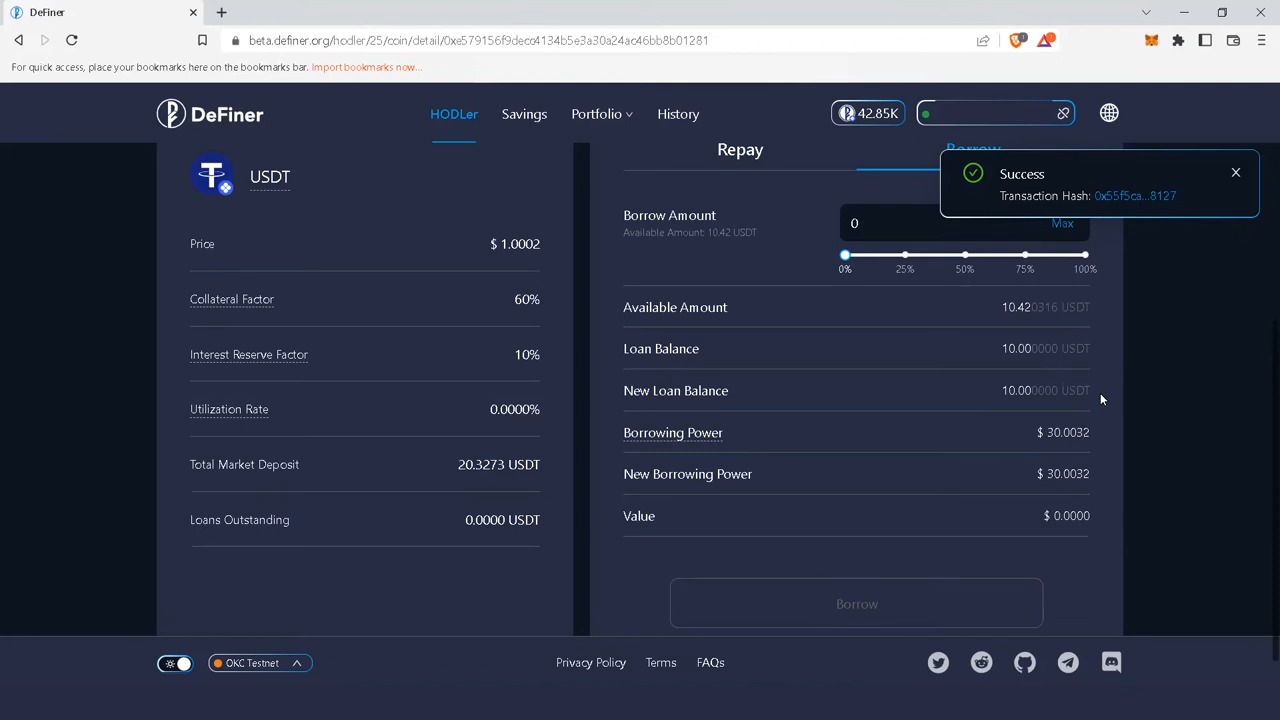 DeFiner
beta.definer.org/hodler/25/coin/detail/0xe579156f9decc4134b5e3a30a24ac46bb8b01281
1
For quick access, place your bookmarks here on the bookmarks bar. Import bookmarks now...
DeFiner
HODLer
Savings
Portfolio
History
42.85K
USDT
Price
$ 1.0002
Collateral Factor
60%
Interest Reserve Factor
10%
Utilization Rate
0.0000%
Total Market Deposit
20.3273 USDT
Loans Outstanding
0.0000 USDT
Repay
Borrow
Success
Transaction Hash: 0x55f5ca...8127
Borrow Amount
Available Amount: 10.42 USDT
0
Max
0% 25% 50% 75% 100%
Available Amount
10.420316 USDT
Loan Balance
10.000000 USDT
New Loan Balance
10.000000 USDT
Borrowing Power
$ 30.0032
New Borrowing Power
$ 30.0032
Value
$ 0.0000
Borrow
OKC Testnet
Privacy Policy
Terms
FAQs